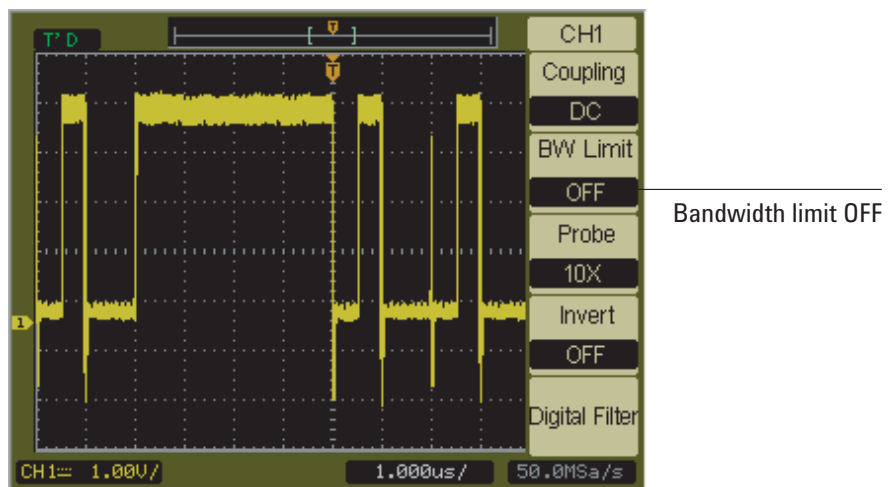 T'D
T
T
CH1
Coupling
DC
BW Limit
OFF
Bandwidth limit OFF
Probe
10X
Invert
OFF
Digital Filter
1
CH1⎓ 1.00V/
1.000us/
50.0MSa/s